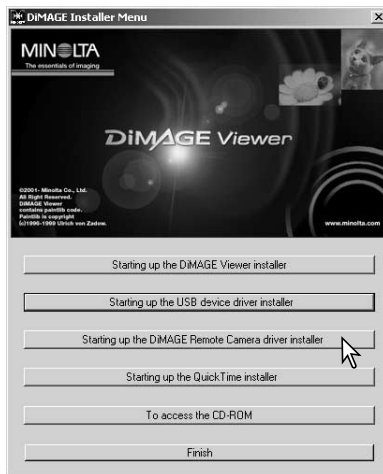 DiMAGE Installer Menu
MINOLTA
The essentials of imaging
DiMAGE Viewer
©2001- Minolta Co., Ltd.
All Right Reserved.
DiMAGE Viewer
contains paintlib code.
Paintlib is copyright
(c)1996-1999 Ulrich von Zadow.
www.minolta.com
Starting up the DiMAGE Viewer installer
Starting up the USB device driver installer
Starting up the DiMAGE Remote Camera driver installer
Starting up the QuickTime installer
To access the CD-ROM
Finish